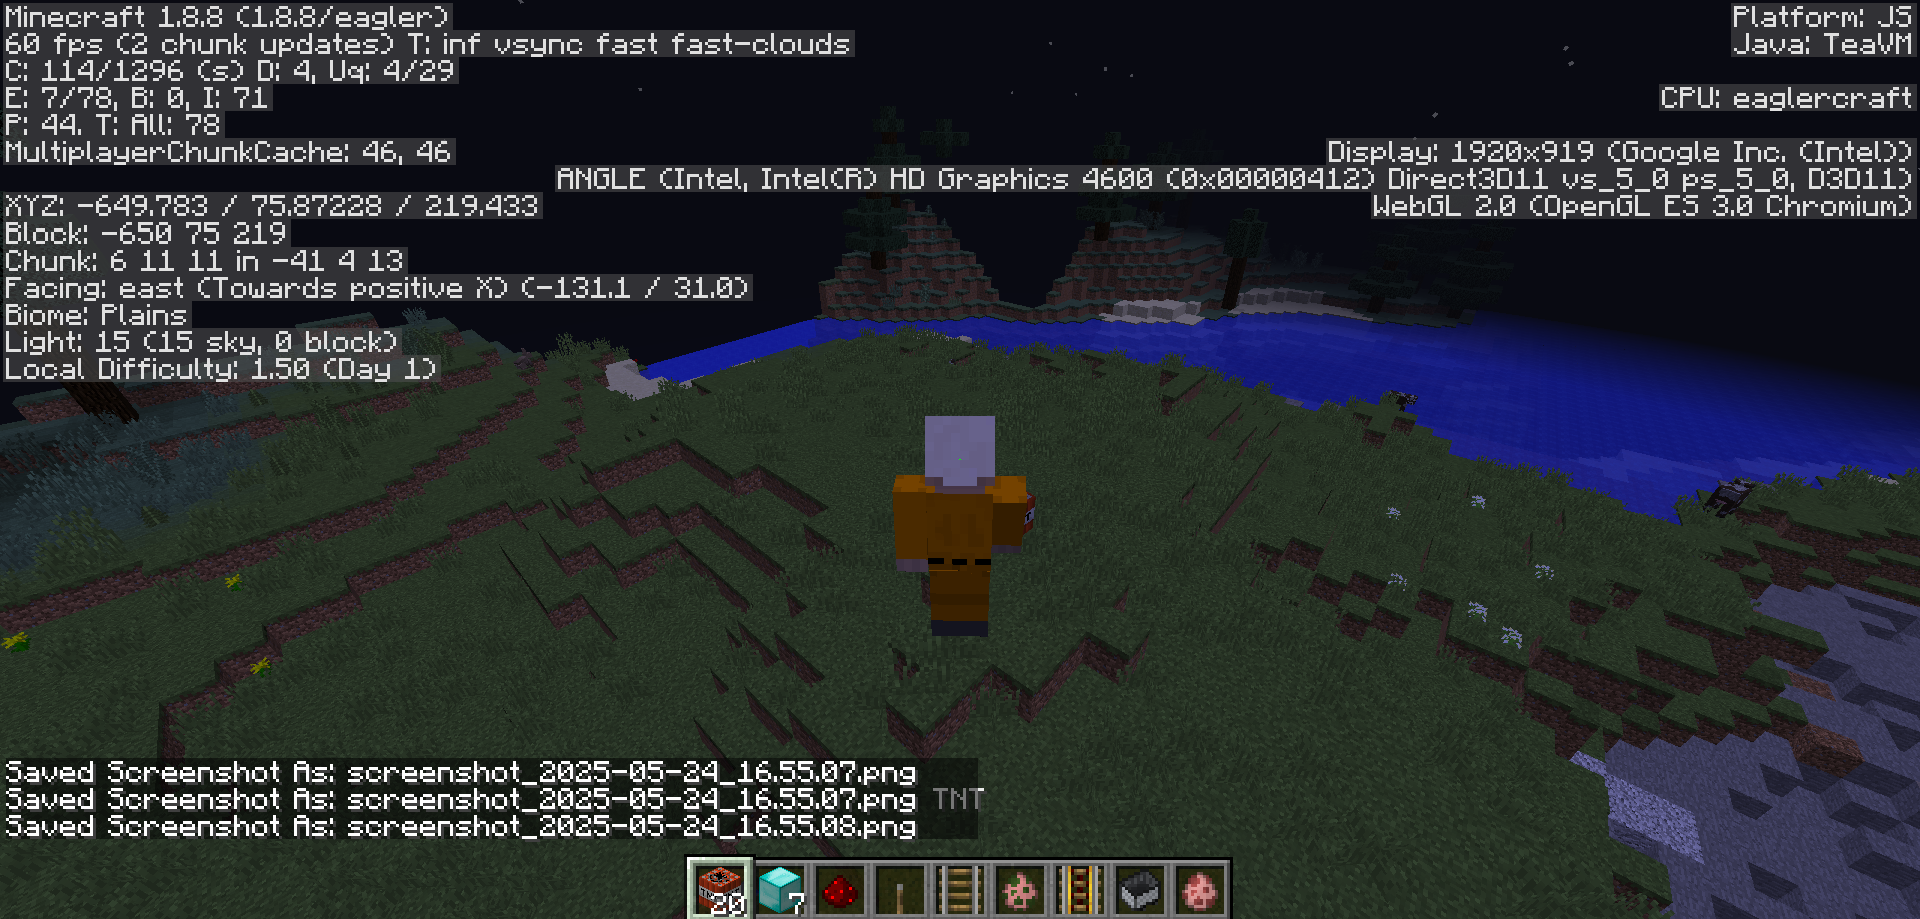 Minecraft 1.8.8 (1.8.8/eagler)
60 fps (2 chunk updates) T: inf vsync fast fast-clouds
C: 114/1296 (s) D: 4, Uq: 4/29
E: 7/78, B: 0, I: 71
P: 44. T: All: 78
MultiplayerChunkCache: 46, 46
XYZ: -649.783 / 75.87228 / 219.433
Block: -650 75 219
Chunk: 6 11 11 in -41 4 13
Facing: east (Towards positive X) (-131.1 / 31.0)
Biome: Plains
Light: 15 (15 sky, 0 block)
Local Difficulty: 1.50 (Day 1)
Platform: JS
Java: TeaVM
CPU: eaglercraft
Display: 1920x919 (Google Inc. (Intel))
ANGLE (Intel, Intel(R) HD Graphics 4600 (0x00000412) Direct3D11 vs_5_0 ps_5_0, D3D11)
WebGL 2.0 (OpenGL ES 3.0 Chromium)
Saved Screenshot As: screenshot_2025-05-24_16.55.07.png
Saved Screenshot As: screenshot_2025-05-24_16.55.07.png
Saved Screenshot As: screenshot_2025-05-24_16.55.08.png
TNT
20
7